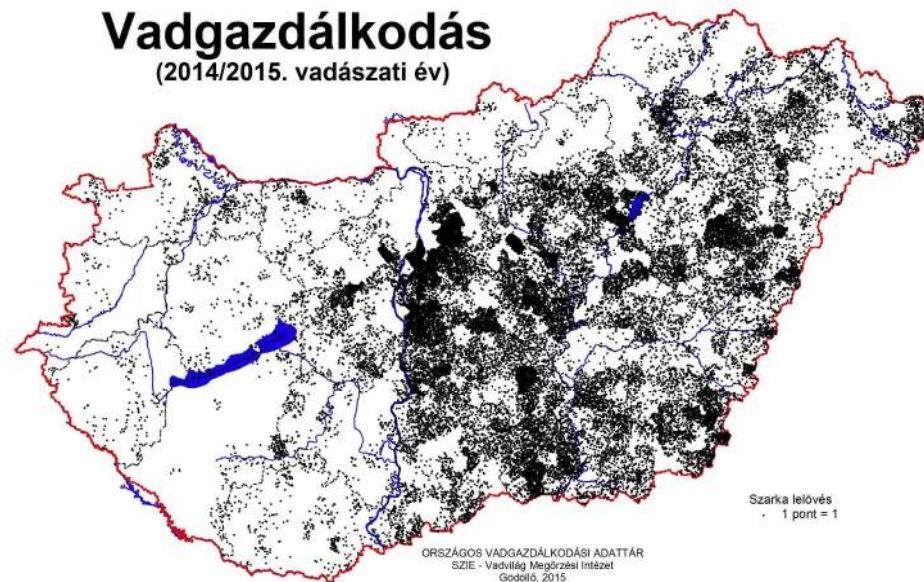 Vadgazdálkodás
(2014/2015. vadászati év)
Szarka lelövés
1 pont = 1
ORSZÁGOS VADGAZDÁLKODÁSI ADATTÁR
SZIE - Vadvilág Megőrzési Intézet
Gödöllő, 2015